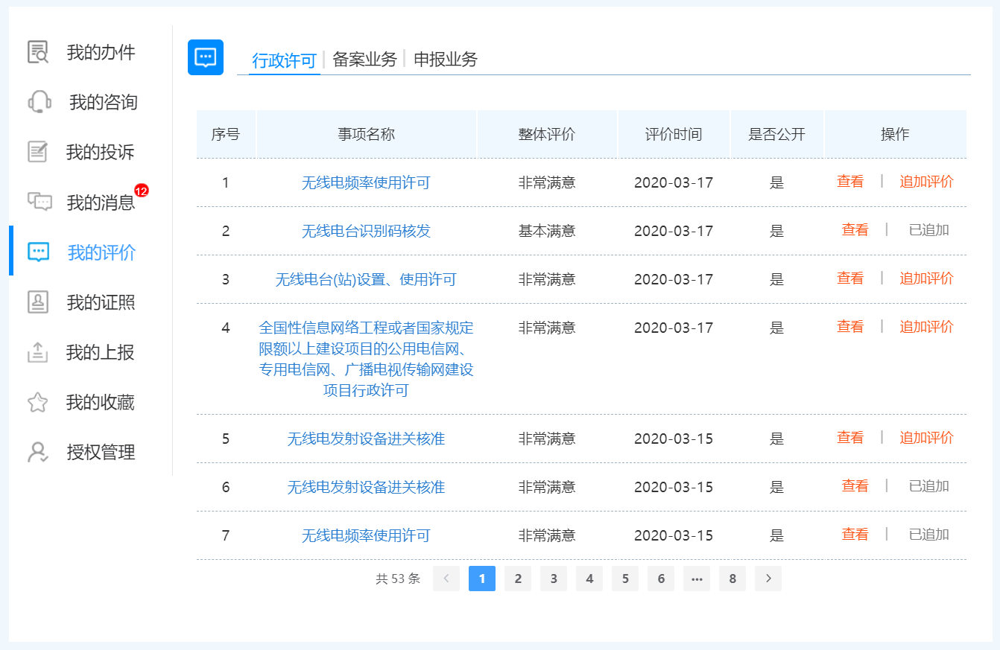 我的办件
我的咨询
我的投诉
我的消息 12
我的评价
我的证照
我的上报
我的收藏
授权管理
行政许可 备案业务 申报业务
序号 事项名称 整体评价 评价时间 是否公开 操作
1 无线电频率使用许可 非常满意 2020-03-17 是 查看 | 追加评价
2 无线电台识别码核发 基本满意 2020-03-17 是 查看 | 已追加
3 无线电台(站)设置、使用许可 非常满意 2020-03-17 是 查看 | 追加评价
4 全国性信息网络工程或者国家规定 非常满意 2020-03-17 是 查看 | 追加评价
限额以上建设项目的公用电信网、
专用电信网、广播电视传输网建设
项目行政许可
5 无线电发射设备进关核准 非常满意 2020-03-15 是 查看 | 追加评价
6 无线电发射设备进关核准 非常满意 2020-03-15 是 查看 | 已追加
7 无线电频率使用许可 非常满意 2020-03-15 是 查看 | 已追加
共 53 条 < 1 2 3 4 5 6 ... 8 >